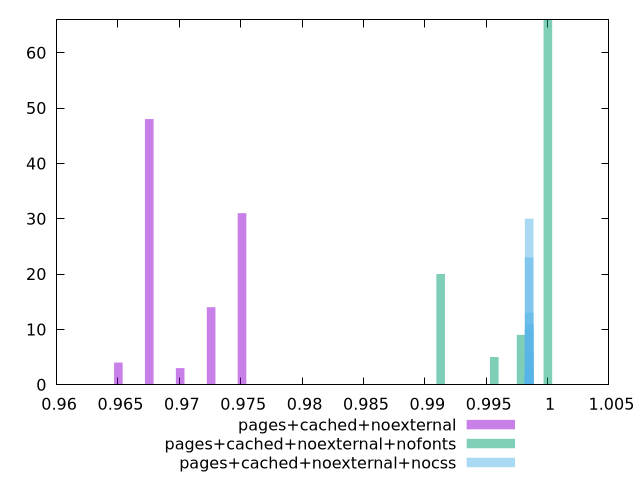 60
50
40
30
20
10
0
0.96 0.965 0.97 0.975 0.98 0.985 0.99 0.995 1 1.005
pages+cached+noexternal
pages+cached+noexternal+nofonts
pages+cached+noexternal+nocss